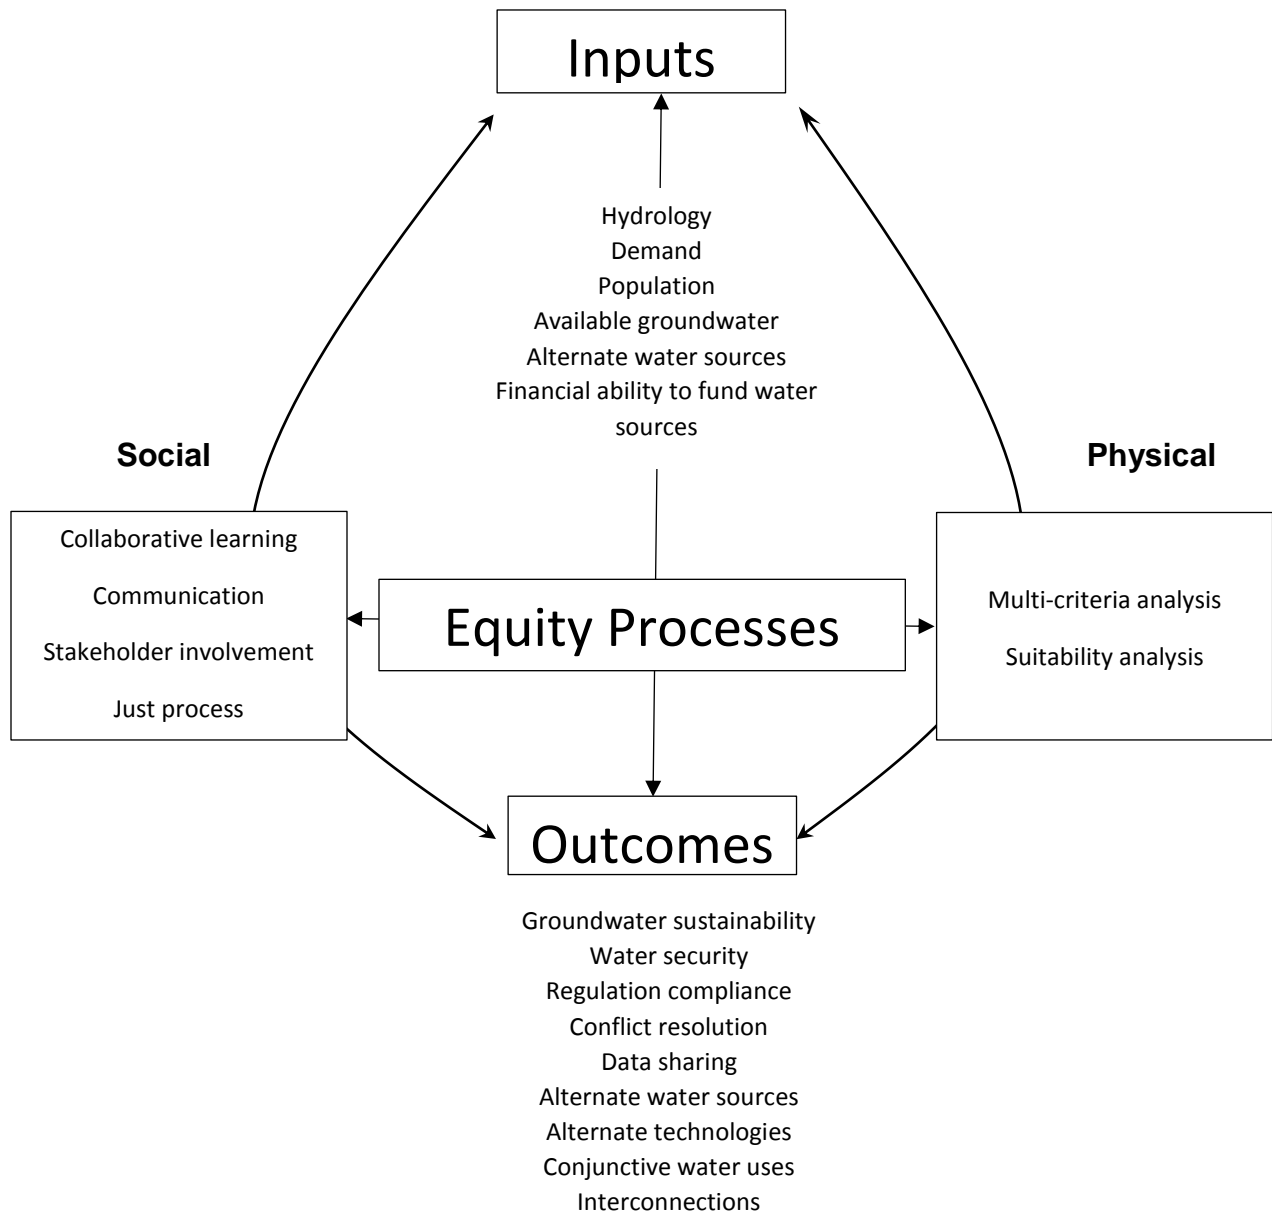 Inputs
Hydrology
Demand
Population
Available groundwater
Alternate water sources
Financial ability to fund water
sources
Social
Physical
Collaborative learning
Communication
Stakeholder involvement
Just process
Equity Processes
Multi-criteria analysis
Suitability analysis
Outcomes
Groundwater sustainability
Water security
Regulation compliance
Conflict resolution
Data sharing
Alternate water sources
Alternate technologies
Conjunctive water uses
Interconnections